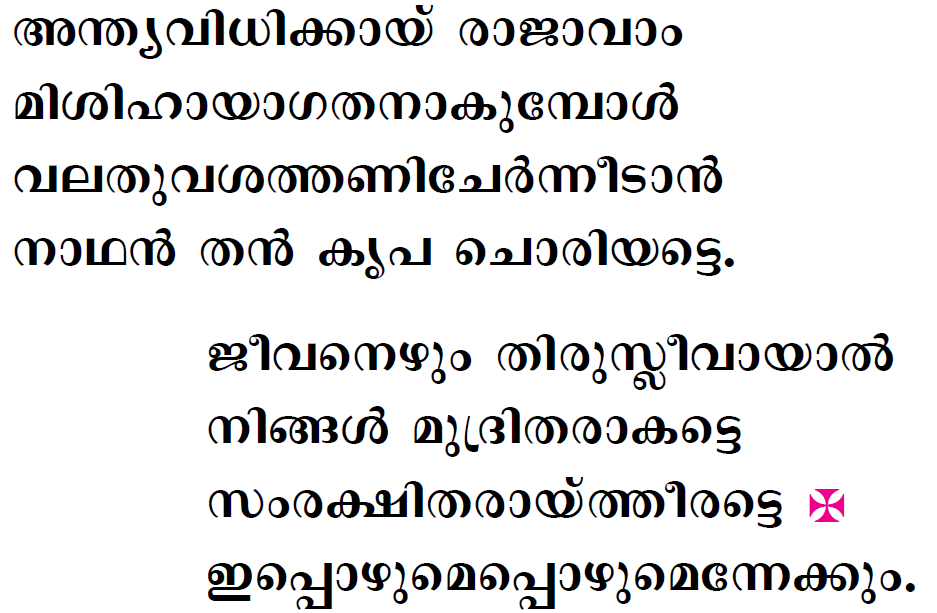 അന്ത്യവിധിക്കായ് രാജാവാം
മിശിഹായാഗതനാകുമ്പോൾ
വലതുവശത്തണിചേർന്നീടാൻ
നാഥൻ തൻ കൃപ ചൊരിയട്ടെ.
ജീവനെഴും തിരുസ്ലീവായാൽ
നിങ്ങൾ മുദ്രിതരാകട്ടെ
സംരക്ഷിതരായ്ത്തീരട്ടെ ✠
ഇപ്പൊഴുമെപ്പൊഴുമെന്നേക്കും.